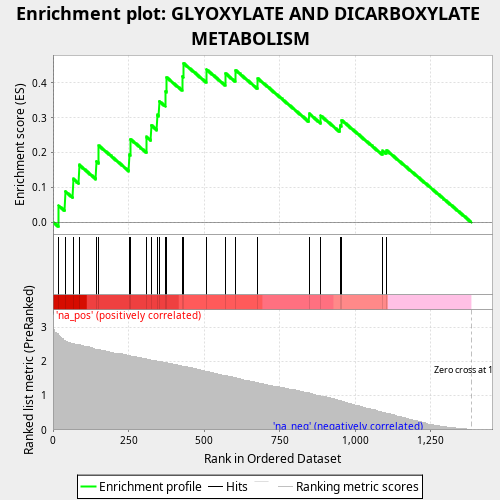 Enrichment plot: GLYOXYLATE AND DICARBOXYLATE
METABOLISM
Enrichment score (ES)
0.4
0.3
0.2
0.1
0.0
'na_pos' (positively correlated)
Ranked list metric (PreRanked)
3
2
1
0
Zero cross at 1
'na_neg' (negatively correlated)
0 250 500 750 1,000 1,250
Rank in Ordered Dataset
Enrichment profile Hits Ranking metric scores